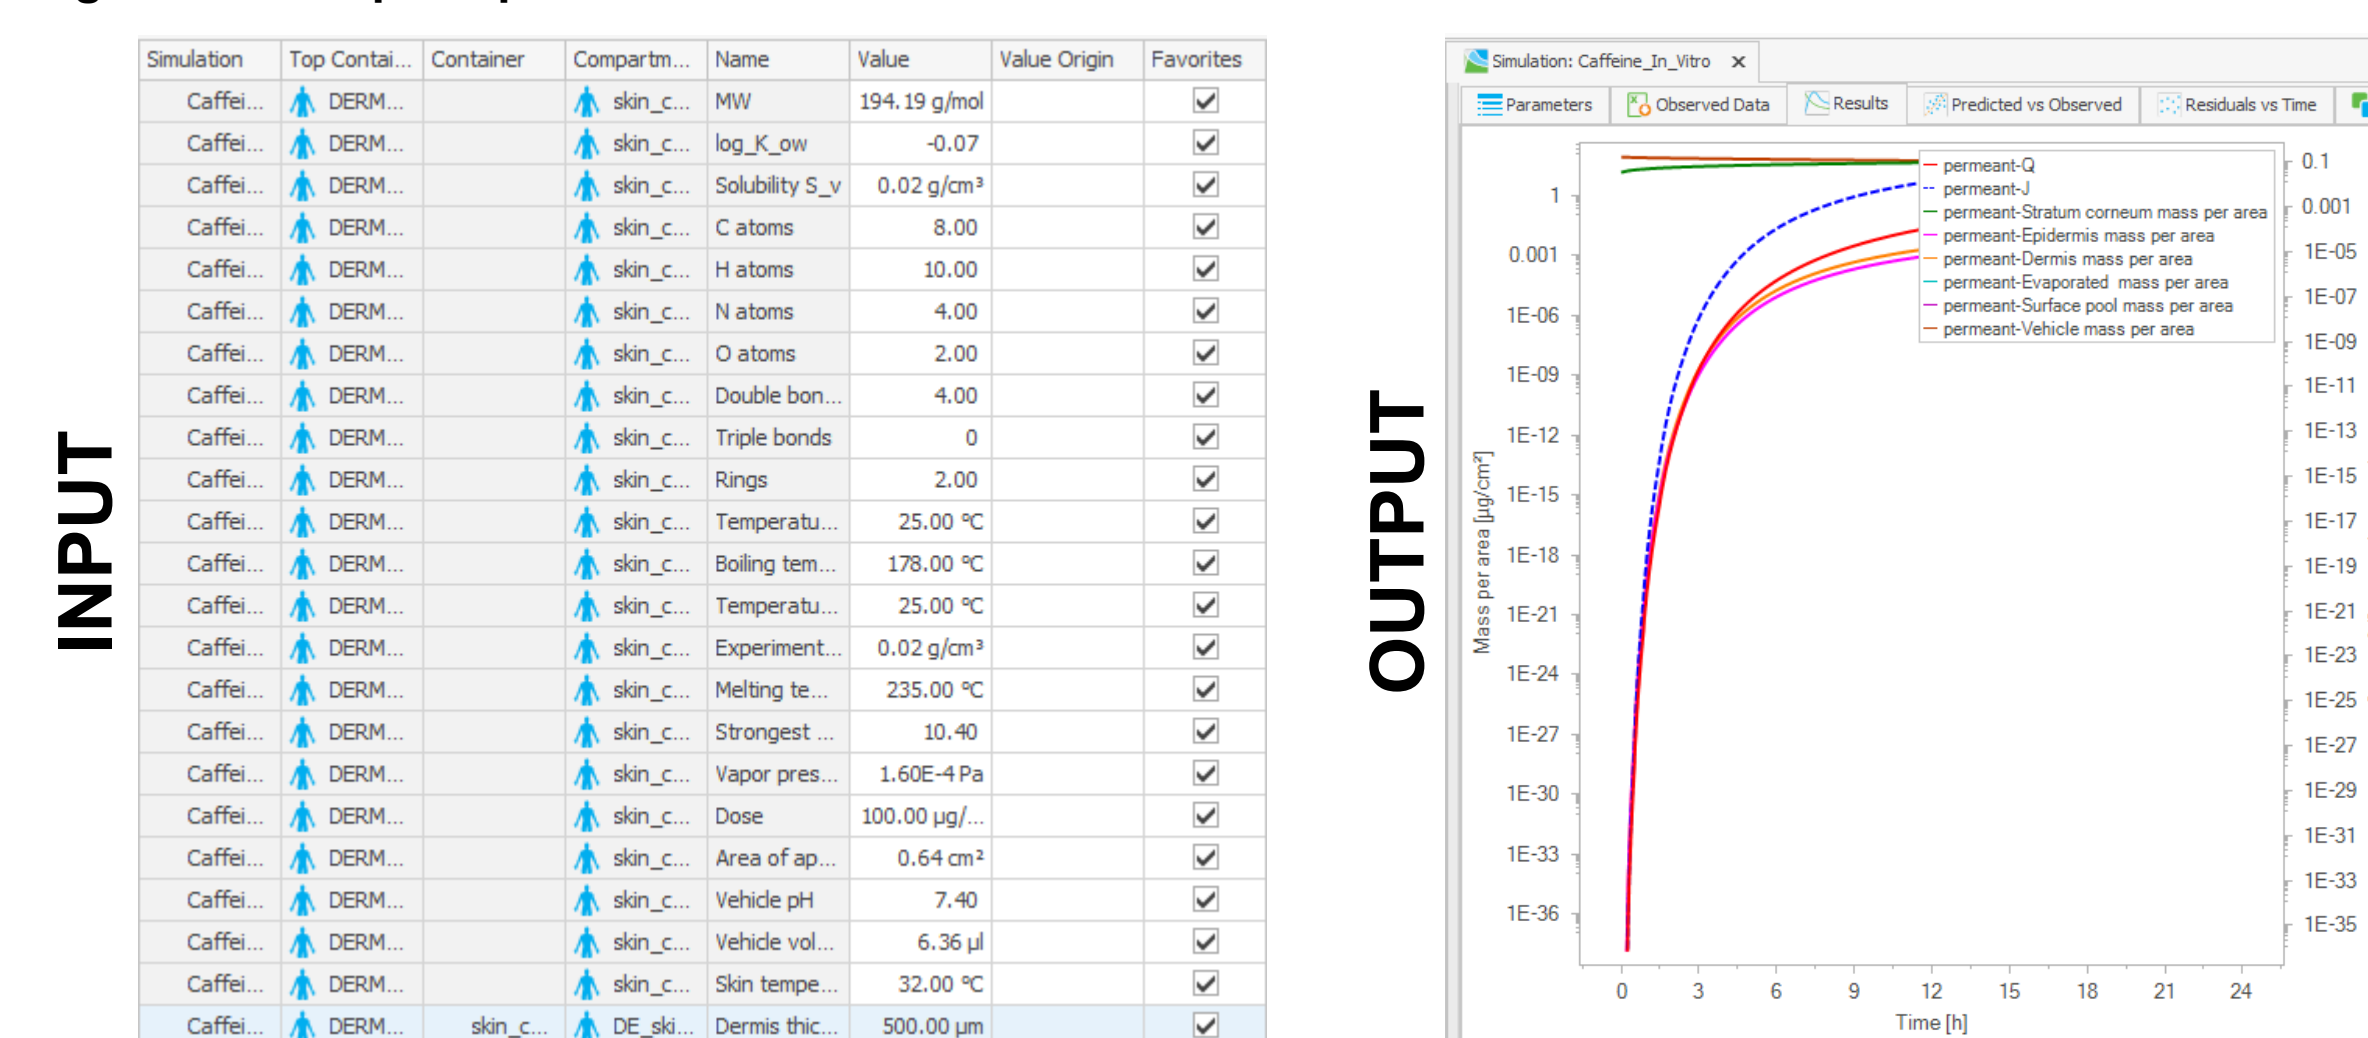 INPUT
Simulation Top Contai... Container Compartm... Name Value Value Origin Favorites
Caffei... DERM... skin_c... MW 194.19 g/mol
Caffei... DERM... skin_c... log_K_ow -0.07
Caffei... DERM... skin_c... Solubility S_v 0.02 g/cm³
Caffei... DERM... skin_c... C atoms 8.00
Caffei... DERM... skin_c... H atoms 10.00
Caffei... DERM... skin_c... N atoms 4.00
Caffei... DERM... skin_c... O atoms 2.00
Caffei... DERM... skin_c... Double bon... 4.00
Caffei... DERM... skin_c... Triple bonds 0
Caffei... DERM... skin_c... Rings 2.00
Caffei... DERM... skin_c... Temperatu... 25.00 ºC
Caffei... DERM... skin_c... Boiling tem... 178.00 ºC
Caffei... DERM... skin_c... Temperatu... 25.00 ºC
Caffei... DERM... skin_c... Experiment... 0.02 g/cm³
Caffei... DERM... skin_c... Melting te... 235.00 ºC
Caffei... DERM... skin_c... Strongest ... 10.40
Caffei... DERM... skin_c... Vapor pres... 1.60E-4 Pa
Caffei... DERM... skin_c... Dose 100.00 µg/...
Caffei... DERM... skin_c... Area of ap... 0.64 cm²
Caffei... DERM... skin_c... Vehicle pH 7.40
Caffei... DERM... skin_c... Vehicle vol... 6.36 µl
Caffei... DERM... skin_c... Skin tempe... 32.00 ºC
Caffei... DERM... skin_c... DE_ski... Dermis thic... 500.00 µm
OUTPUT
Simulation: Caffeine_In_Vitro
Parameters Observed Data Results Predicted vs Observed Residuals vs Time
Mass per area [µg/cm²]
1
0.001
1E-06
1E-09
1E-12
1E-15
1E-18
1E-21
1E-24
1E-27
1E-30
1E-33
1E-36
permeant-Q
permeant-J
permeant-Stratum corneum mass per area
permeant-Epidermis mass per area
permeant-Dermis mass per area
permeant-Evaporated mass per area
permeant-Surface pool mass per area
permeant-Vehicle mass per area
0.1
0.001
1E-05
1E-07
1E-09
1E-11
1E-13
1E-15
1E-17
1E-19
1E-21
1E-23
1E-25
1E-27
1E-29
1E-31
1E-33
1E-35
0 3 6 9 12 15 18 21 24
Time [h]